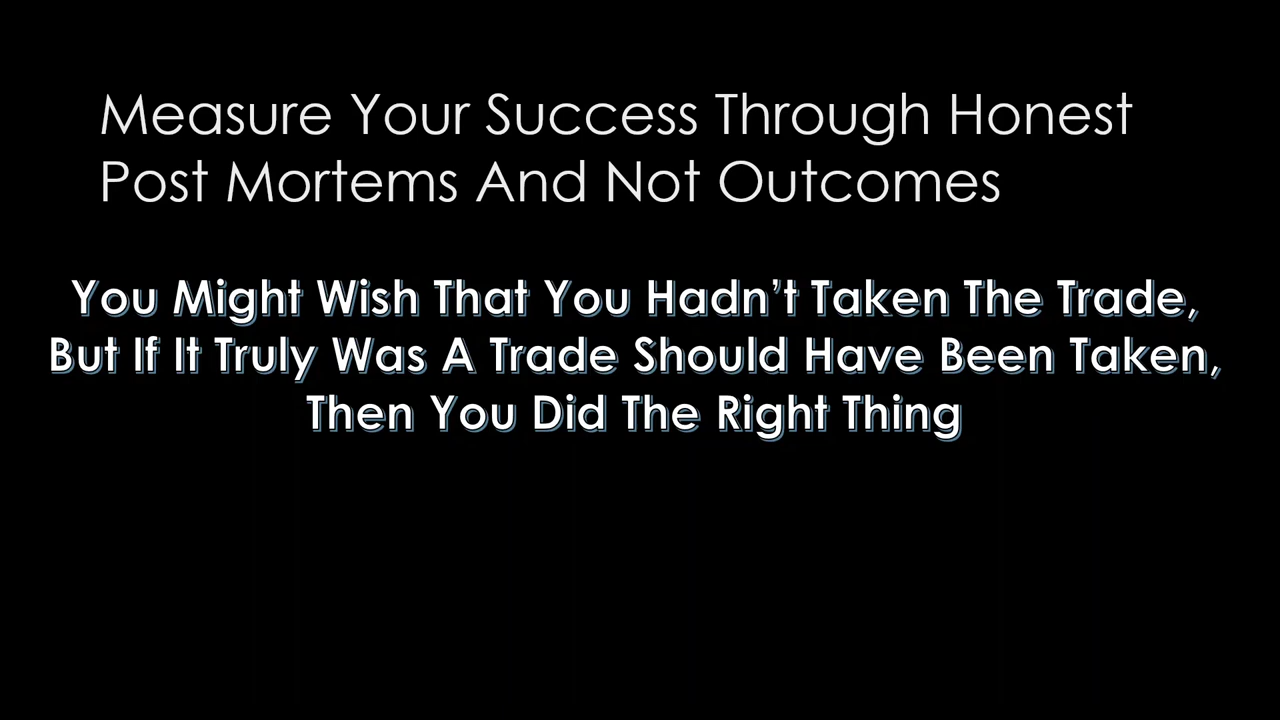 Measure Your Success Through Honest
Post Mortems And Not Outcomes
You Might Wish That You Hadn’t Taken The Trade,
But If It Truly Was A Trade Should Have Been Taken,
Then You Did The Right Thing